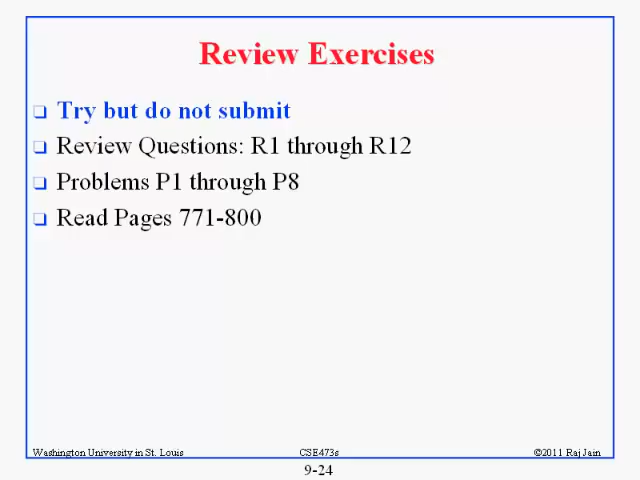 Review Exercises
❑ Try but do not submit
❑ Review Questions: R1 through R12
❑ Problems P1 through P8
❑ Read Pages 771-800
Washington University in St. Louis CSE473s ©2011 Raj Jain
9-24